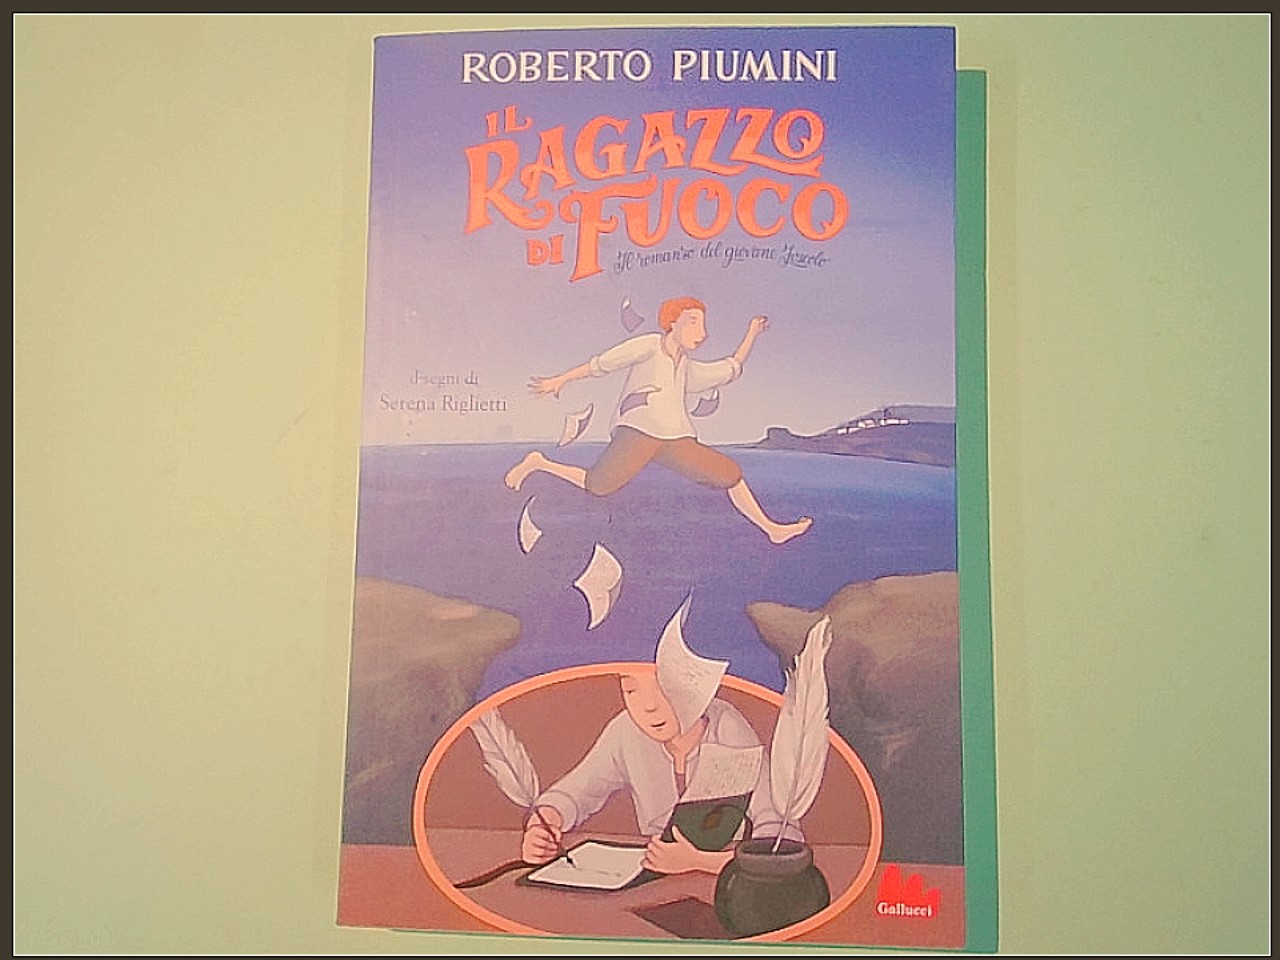 ROBERTO PIUMINI
IL
RAGAZZO
DI FUOCO
Il romanzo del giovane Foscolo
disegni di
Serena Riglietti
Gallucci